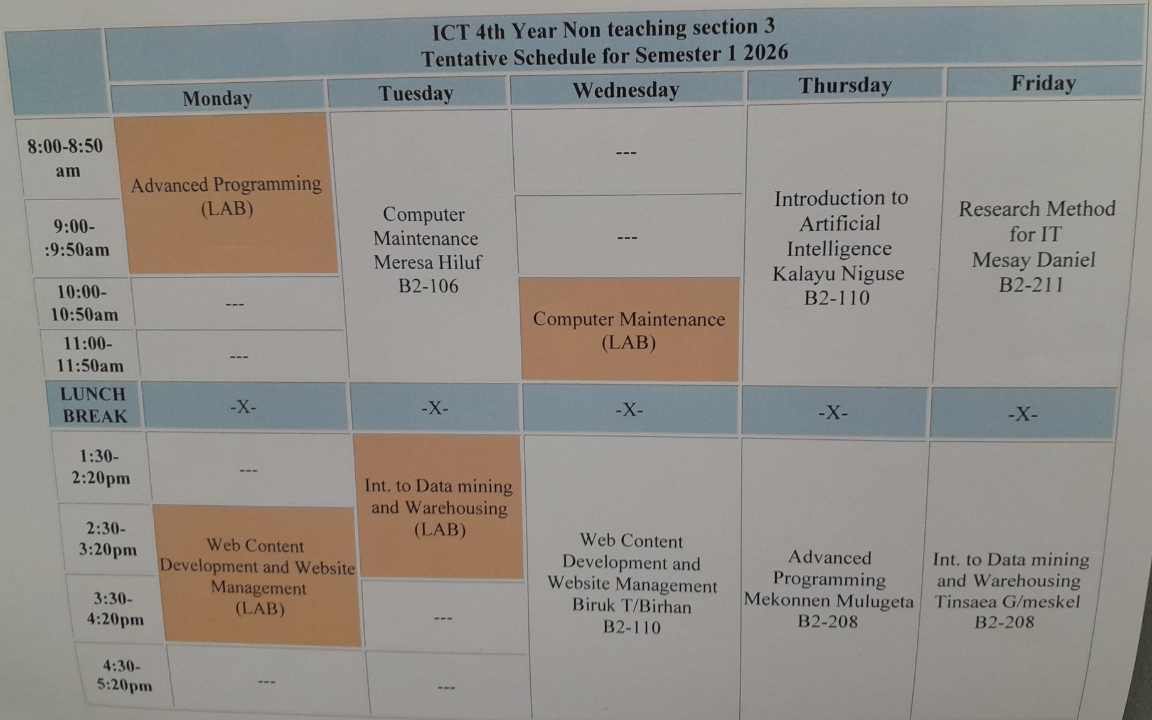 ICT 4th Year Non teaching section 3
Tentative Schedule for Semester 1 2026
Monday
Tuesday
Wednesday
Thursday
Friday
8:00-8:50
am
Advanced Programming
(LAB)
Computer
Maintenance
Meresa Hiluf
B2-106
---
Introduction to
Artificial
Intelligence
Kalayu Niguse
B2-110
Research Method
for IT
Mesay Daniel
B2-211
9:00-
:9:50am
---
10:00-
10:50am
---
Computer Maintenance
(LAB)
11:00-
11:50am
---
LUNCH
BREAK
-X-
-X-
-X-
-X-
-X-
1:30-
2:20pm
---
Int. to Data mining
and Warehousing
(LAB)
Web Content
Development and
Website Management
Biruk T/Birhan
B2-110
Advanced
Programming
Mekonnen Mulugeta
B2-208
Int. to Data mining
and Warehousing
Tinsaea G/meskel
B2-208
2:30-
3:20pm
Web Content
Development and Website
Management
(LAB)
3:30-
4:20pm
---
4:30-
5:20pm
---
---